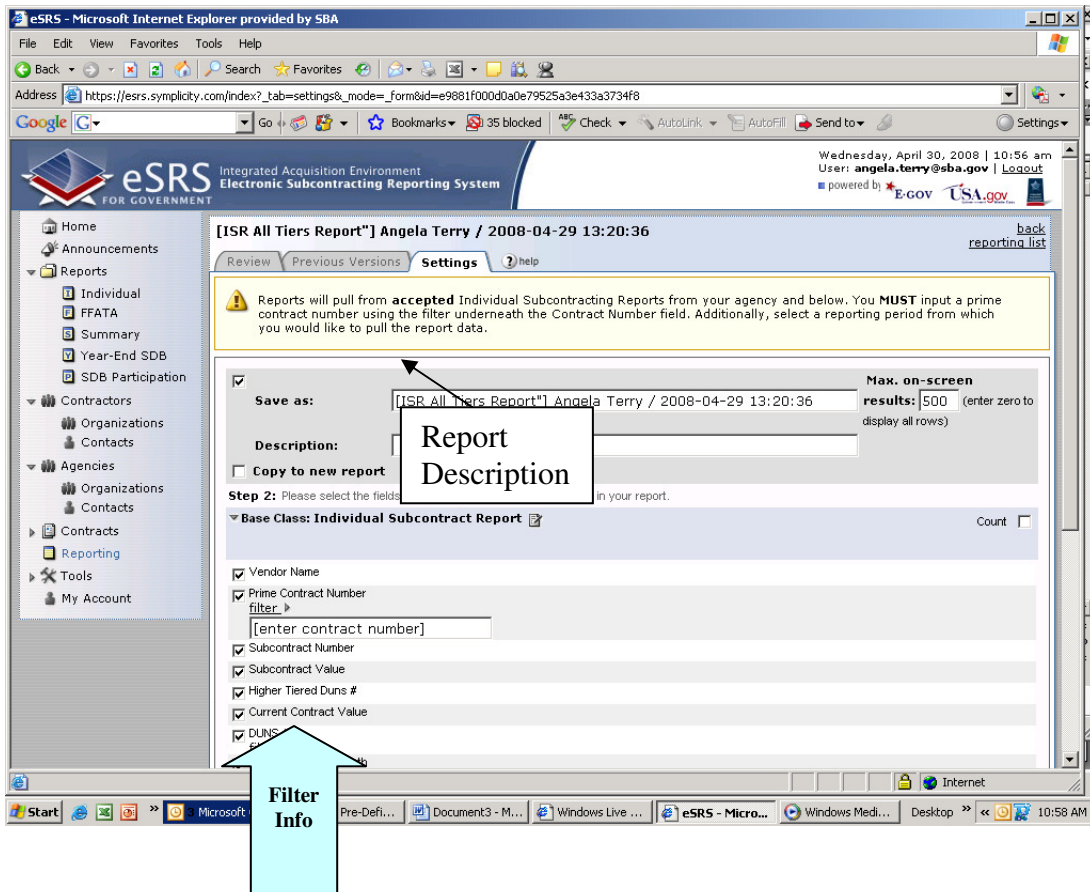 eSRS - Microsoft Internet Explorer provided by SBA
File Edit View Favorites Tools Help
Back Search Favorites
Address https://esrs.symplicity.com/index?_tab=settings&_mode=_form&id=e9881f000d0a0e79525a3e433a3734f8
Google G Go Bookmarks 35 blocked ABC Check AutoLink AutoFill Send to Settings
eSRS
FOR GOVERNMENT
Integrated Acquisition Environment
Electronic Subcontracting Reporting System
Wednesday, April 30, 2008 | 10:56 am
User: angela.terry@sba.gov | Logout
powered by E-GOV USA.gov
Home
Announcements
Reports
Individual
FFATA
Summary
Year-End SDB
SDB Participation
Contractors
Organizations
Contacts
Agencies
Organizations
Contacts
Contracts
Reporting
Tools
My Account
[ISR All Tiers Report"] Angela Terry / 2008-04-29 13:20:36
back
reporting list
Review Previous Versions Settings ? help
Reports will pull from accepted Individual Subcontracting Reports from your agency and below. You MUST input a prime
contract number using the filter underneath the Contract Number field. Additionally, select a reporting period from which
you would like to pull the report data.
Save as: [ISR All Tiers Report"] Angela Terry / 2008-04-29 13:20:36
Max. on-screen
results: 500 (enter zero to
display all rows)
Description:
Copy to new report
Report
Description
Step 2: Please select the fields in your report.
Base Class: Individual Subcontract Report
Count
Vendor Name
Prime Contract Number
filter
[enter contract number]
Subcontract Number
Subcontract Value
Higher Tiered Duns #
Current Contract Value
DUNS
Filter
Info
Internet
Start 3 Microsoft Pre-Defi... Document3 - M... Windows Live ... eSRS - Micro... Windows Medi... Desktop 10:58 AM